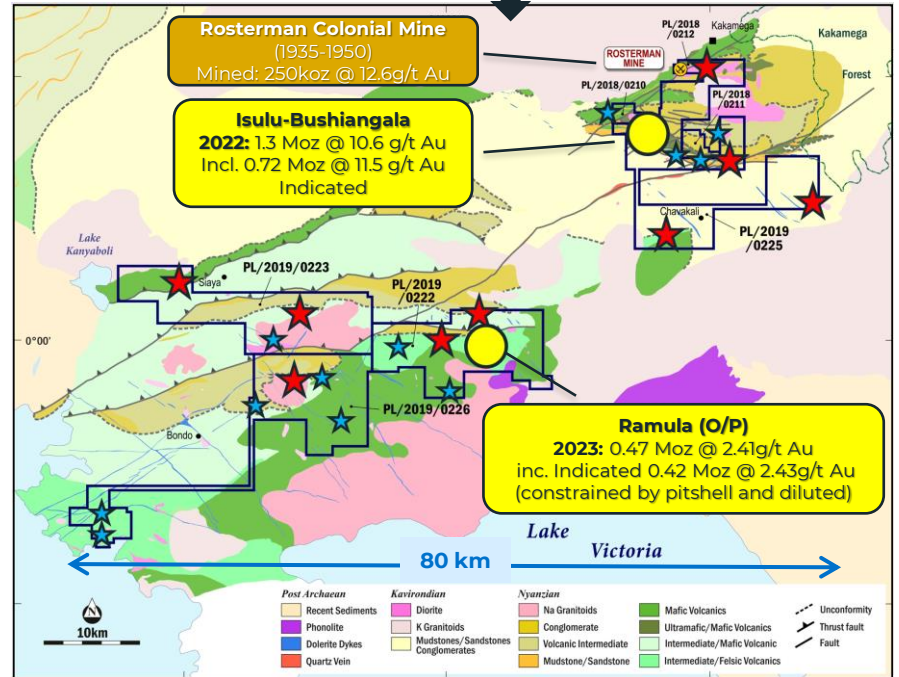 Rosterman Colonial Mine
(1935-1950)
Mined: 250koz @ 12.6g/t Au
PL/2018
/0212
Kakamega
Kakamega
ROSTERMAN
MINE
Forest
PL/2018/0210
PL/2018
/0211
Isulu-Bushiangala
2022: 1.3 Moz @ 10.6 g/t Au
Incl. 0.72 Moz @ 11.5 g/t Au
Indicated
Chavakali
PL/2019
/0225
Lake
Kanyaboli
Siaya
PL/2019/0223
PL/2019
/0222
0°00'
PL/2019/0226
Bondo
Ramula (O/P)
2023: 0.47 Moz @ 2.41g/t Au
inc. Indicated 0.42 Moz @ 2.43g/t Au
(constrained by pitshell and diluted)
Lake
Victoria
80 km
N
10km
Post Archaean
Recent Sediments
Phonolite
Dolerite Dykes
Quartz Vein
Kavirondian
Diorite
K Granitoids
Mudstones/Sandstones
Conglomerates
Nyanzian
Na Granitoids
Conglomerate
Volcanic Intermediate
Mudstone/Sandstone
Mafic Volcanics
Ultramafic/Mafic Volcanics
Intermediate/Mafic Volcanic
Intermediate/Felsic Volcanics
Unconformity
Thrust fault
Fault